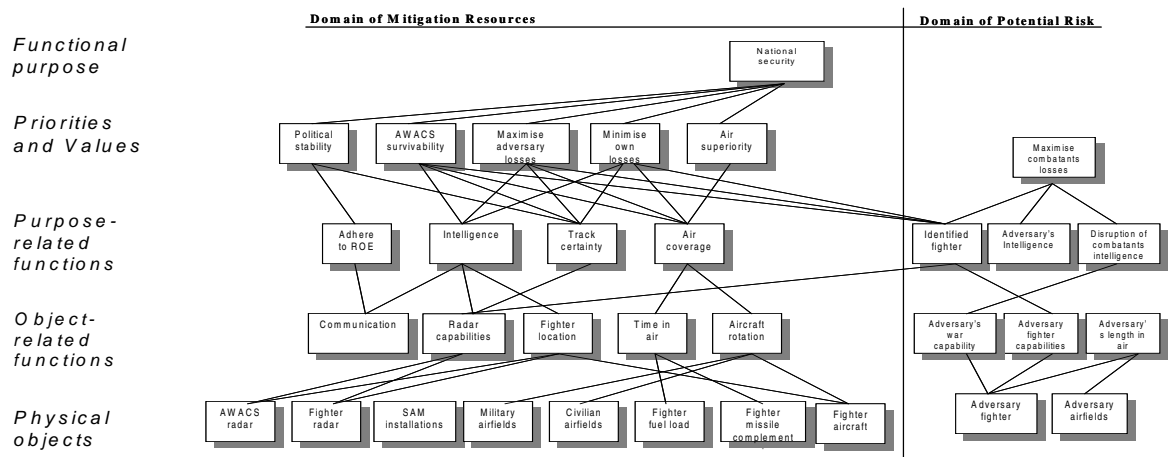 Domain of Mitigation Resources
Domain of Potential Risk
Functional
purpose
National
security
Priorities
and Values
Political
stability
AWACS
survivability
Maximise
adversary
losses
Minimise
own
losses
Air
superiority
Maximise
combatants
losses
Purpose-
related
functions
Adhere
to ROE
Intelligence
Track
certainty
Air
coverage
Identified
fighter
Adversary's
Intelligence
Disruption of
combatants
intelligence
Object-
related
functions
Communication
Radar
capabilities
Fighter
location
Time in
air
Aircraft
rotation
Adversary's
war
capability
Adversary
fighter
capabilities
Adversary'
s length in
air
Physical
objects
AWACS
radar
Fighter
radar
SAM
installations
Military
airfields
Civilian
airfields
Fighter
fuel load
Fighter
missile
complement
Fighter
aircraft
Adversary
fighter
Adversary
airfields